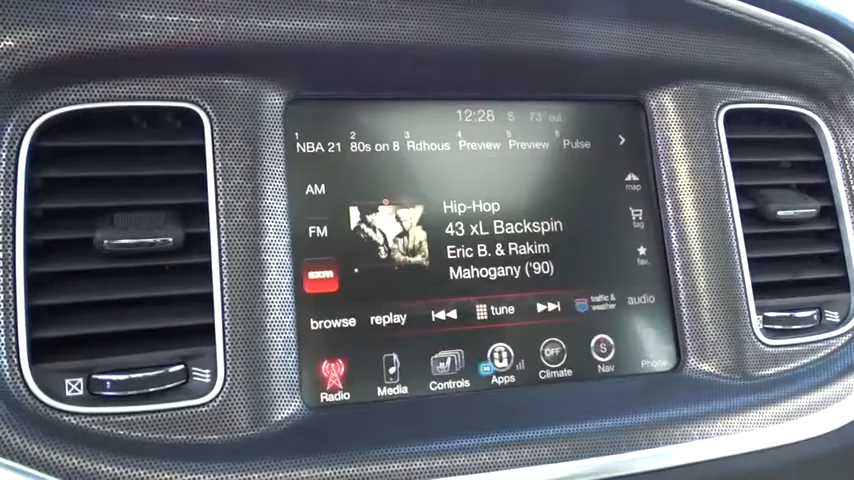 12:28 S 73° out
1 2 3 4 5 6
NBA 21 80s on 8 Rdhous Preview Preview Pulse
AM
FM
sxm
Hip-Hop
43 xL Backspin
Eric B. & Rakim
Mahogany ('90)
map
tag
fav.
browse replay tune traffic & weather audio
Radio Media Controls Apps OFF Climate S Nav Phone